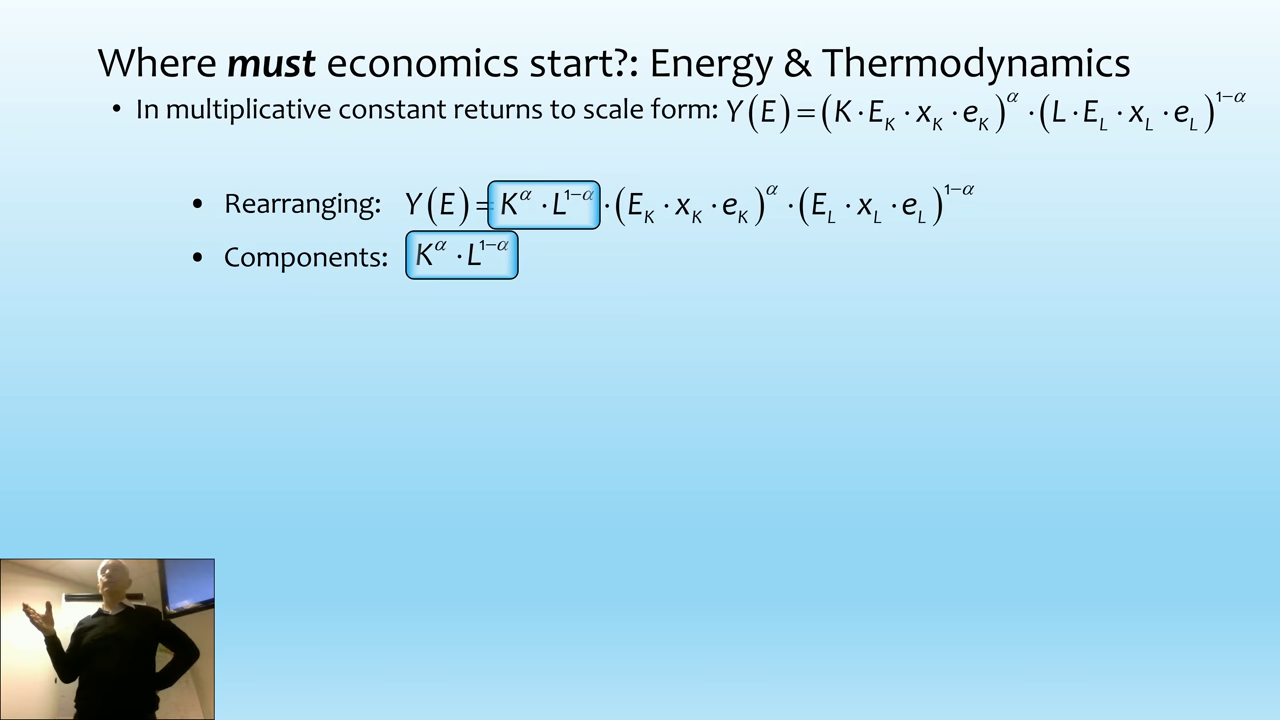 Where must economics start?: Energy & Thermodynamics
• In multiplicative constant returns to scale form: Y(E)=(K·E_K·x_K·e_K)^α·(L·E_L·x_L·e_L)^{1−α}
• Rearranging: Y(E)=K^α·L^{1−α}·(E_K·x_K·e_K)^α·(E_L·x_L·e_L)^{1−α}
• Components: K^α·L^{1−α}